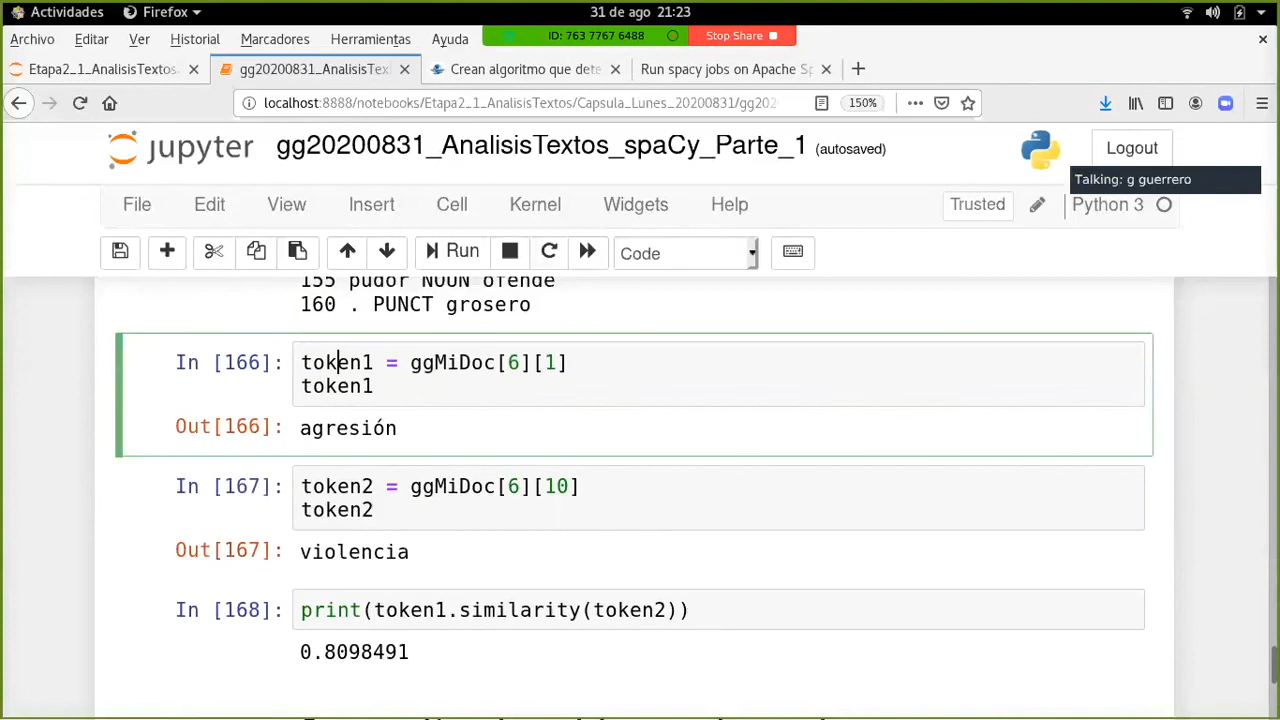 Actividades Firefox 31 de ago 21:23
Archivo Editar Ver Historial Marcadores Herramientas Ayuda ID: 763 7767 6488 Stop Share
Etapa2_1_AnalisisTextos. gg20200831_AnalisisTex Crean algoritmo que dete Run spacy jobs on Apache Sp
localhost:8888/notebooks/Etapa2_1_AnalisisTextos/Capsula_Lunes_20200831/gg202 150%
jupyter gg20200831_AnalisisTextos_spaCy_Parte_1 (autosaved) Logout
Talking: g guerrero
File Edit View Insert Cell Kernel Widgets Help Trusted Python 3
Run Code
155 pudor NOUN ofende
160 . PUNCT grosero
In [166]: token1 = ggMiDoc[6][1]
token1
Out[166]: agresión
In [167]: token2 = ggMiDoc[6][10]
token2
Out[167]: violencia
In [168]: print(token1.similarity(token2))
0.8098491